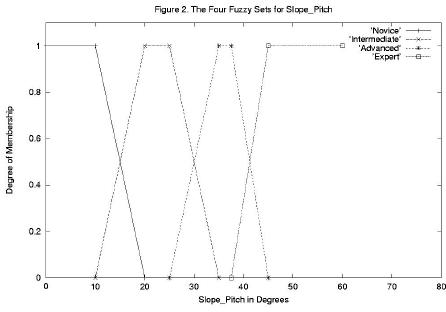 Figure 2. The Four Fuzzy Sets for Slope_Pitch
'Novice'
'Intermediate'
'Advanced'
'Expert'
1
0.8
0.6
0.4
0.2
0
Degree of Membership
0 10 20 30 40 50 60 70 80
Slope_Pitch in Degrees